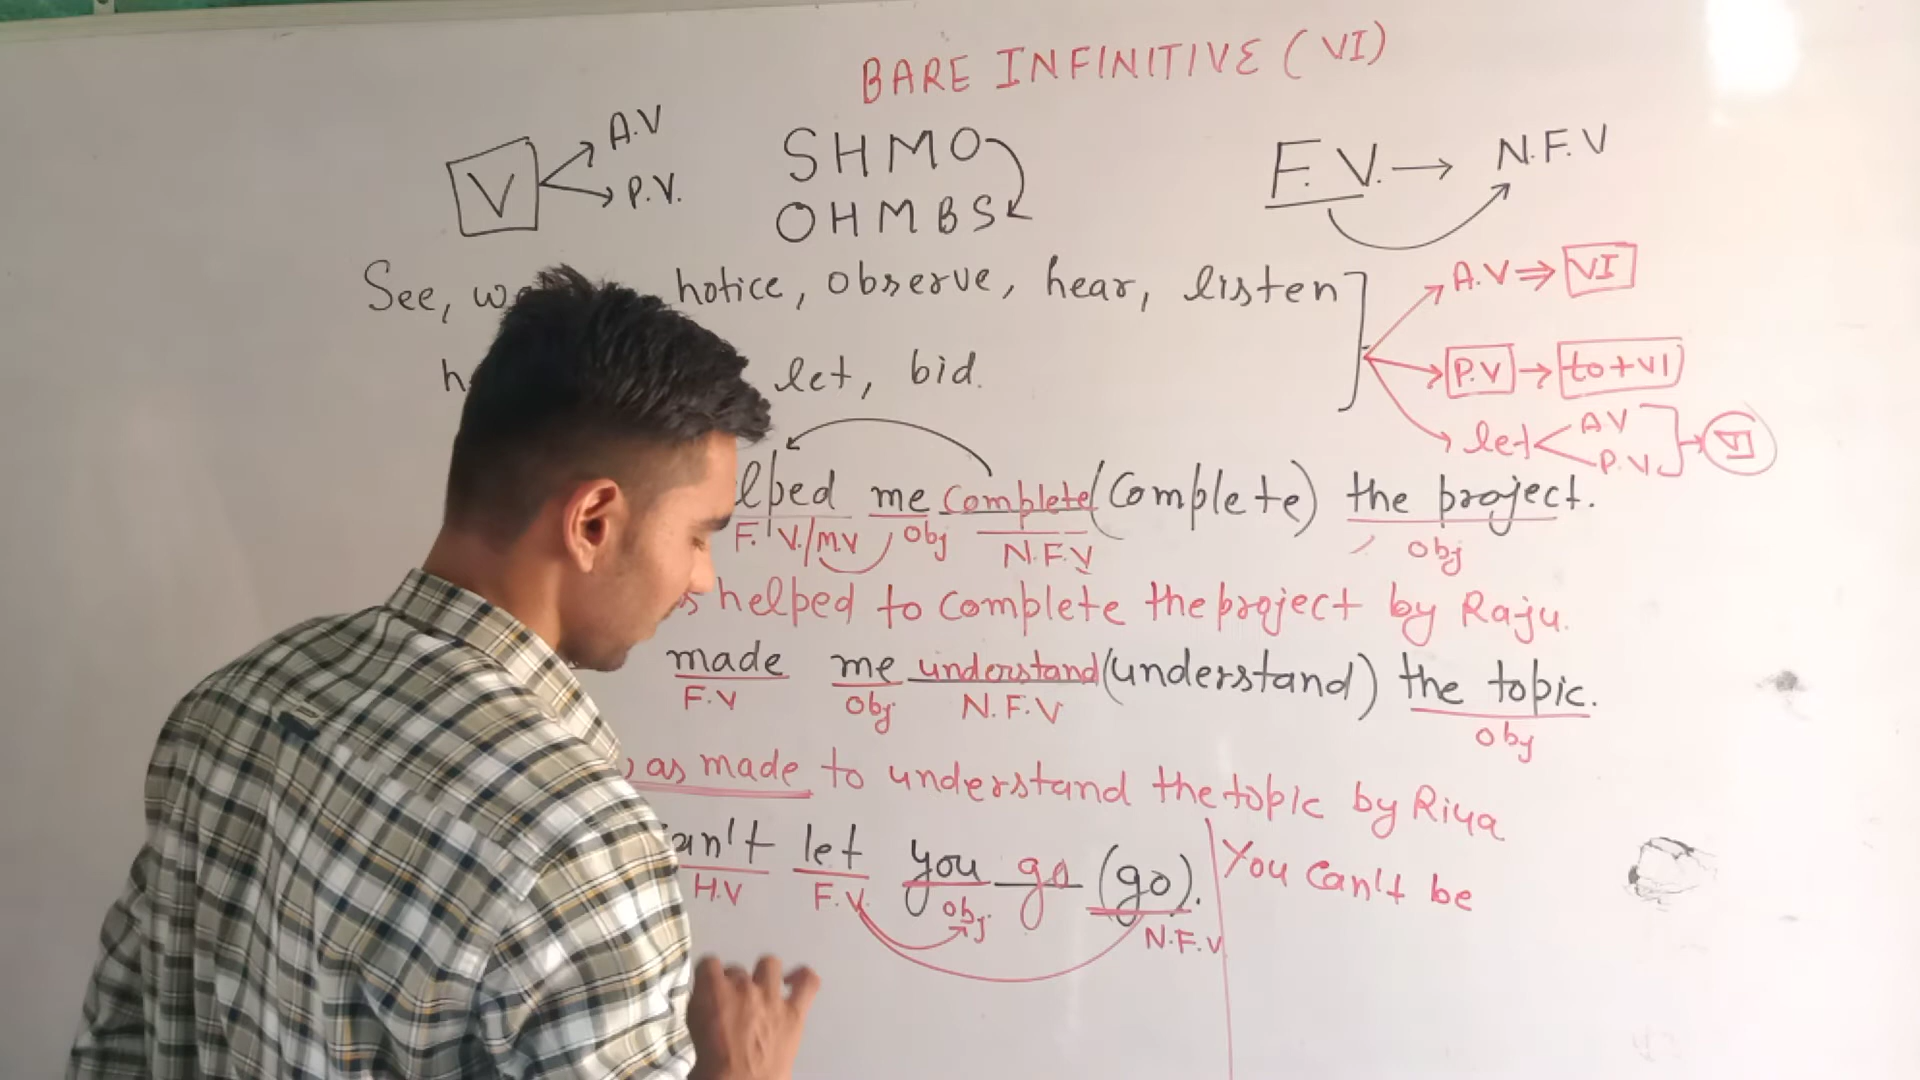 BARE INFINITIVE (VI)
V A.V P.V.
SHMO
OHMBS
F.V. → N.F.V
See, notice, observe, hear, listen
let, bid.
A.V ⇒ VI
P.V → to+VI
let < A V P.V → VI
lped me complete (Complete) the project.
F.V./MV obj N.F.V obj
s helped to complete the project by Raju.
made me understand (understand) the topic.
F.V obj N.F.V obj
as made to understand the topic by Riya
an't let you go (go). You can't be
H.V F.V. obj. N.F.V